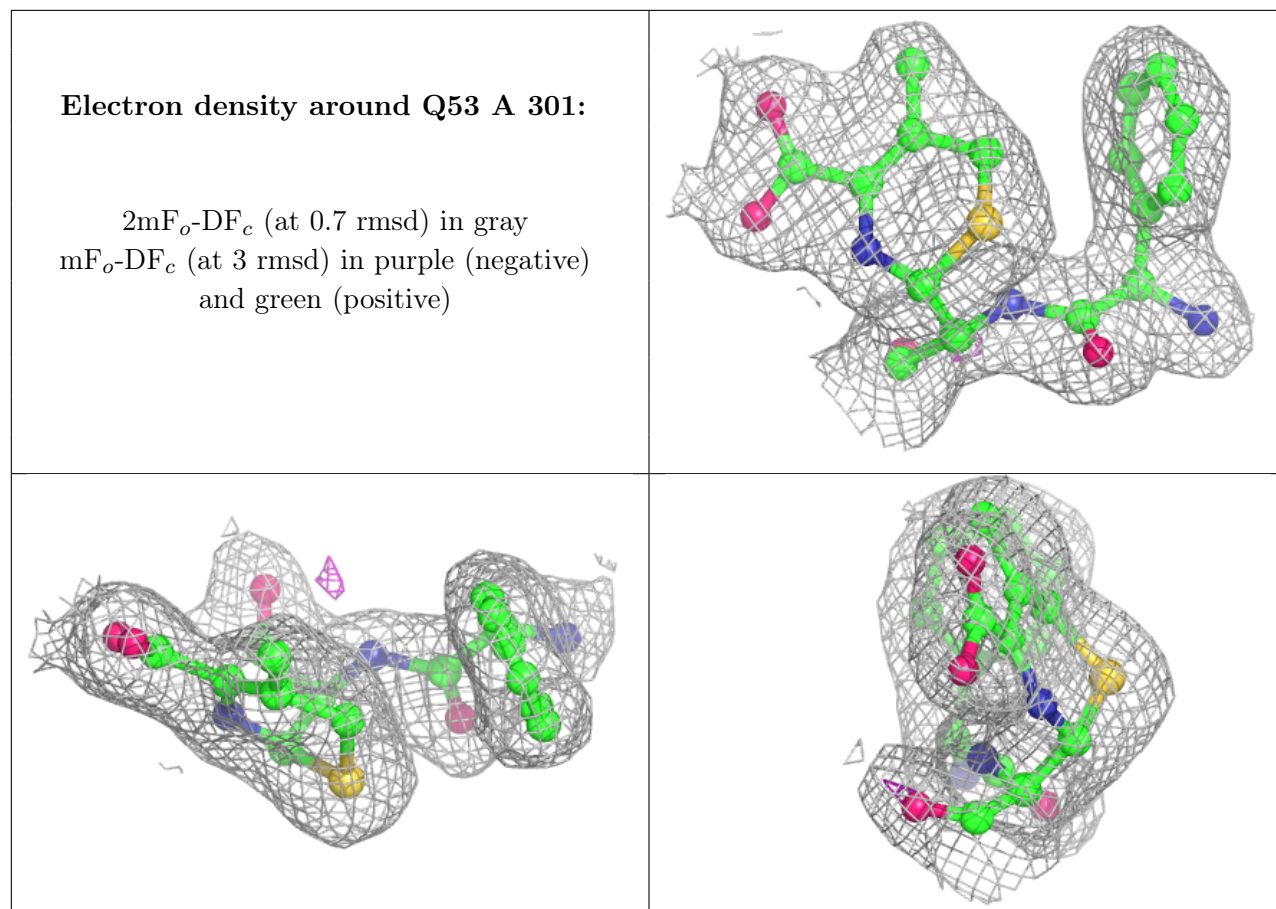 Electron density around Q53 A 301:
2mFo-DFc (at 0.7 rmsd) in gray
mFo-DFc (at 3 rmsd) in purple (negative)
and green (positive)